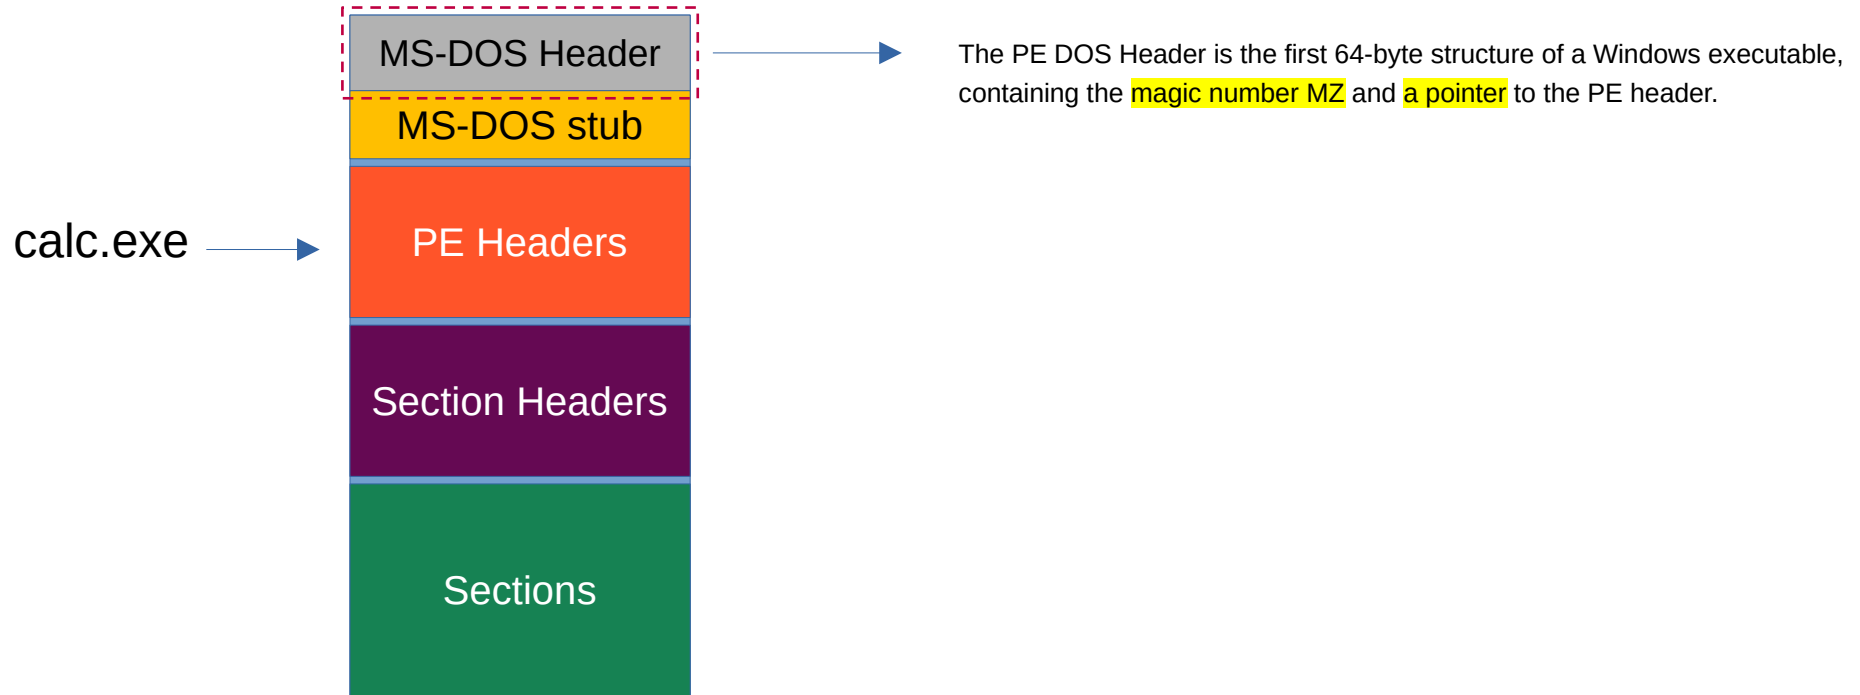 MS-DOS Header
The PE DOS Header is the first 64-byte structure of a Windows executable,
containing the magic number MZ and a pointer to the PE header.
MS-DOS stub
calc.exe
PE Headers
Section Headers
Sections